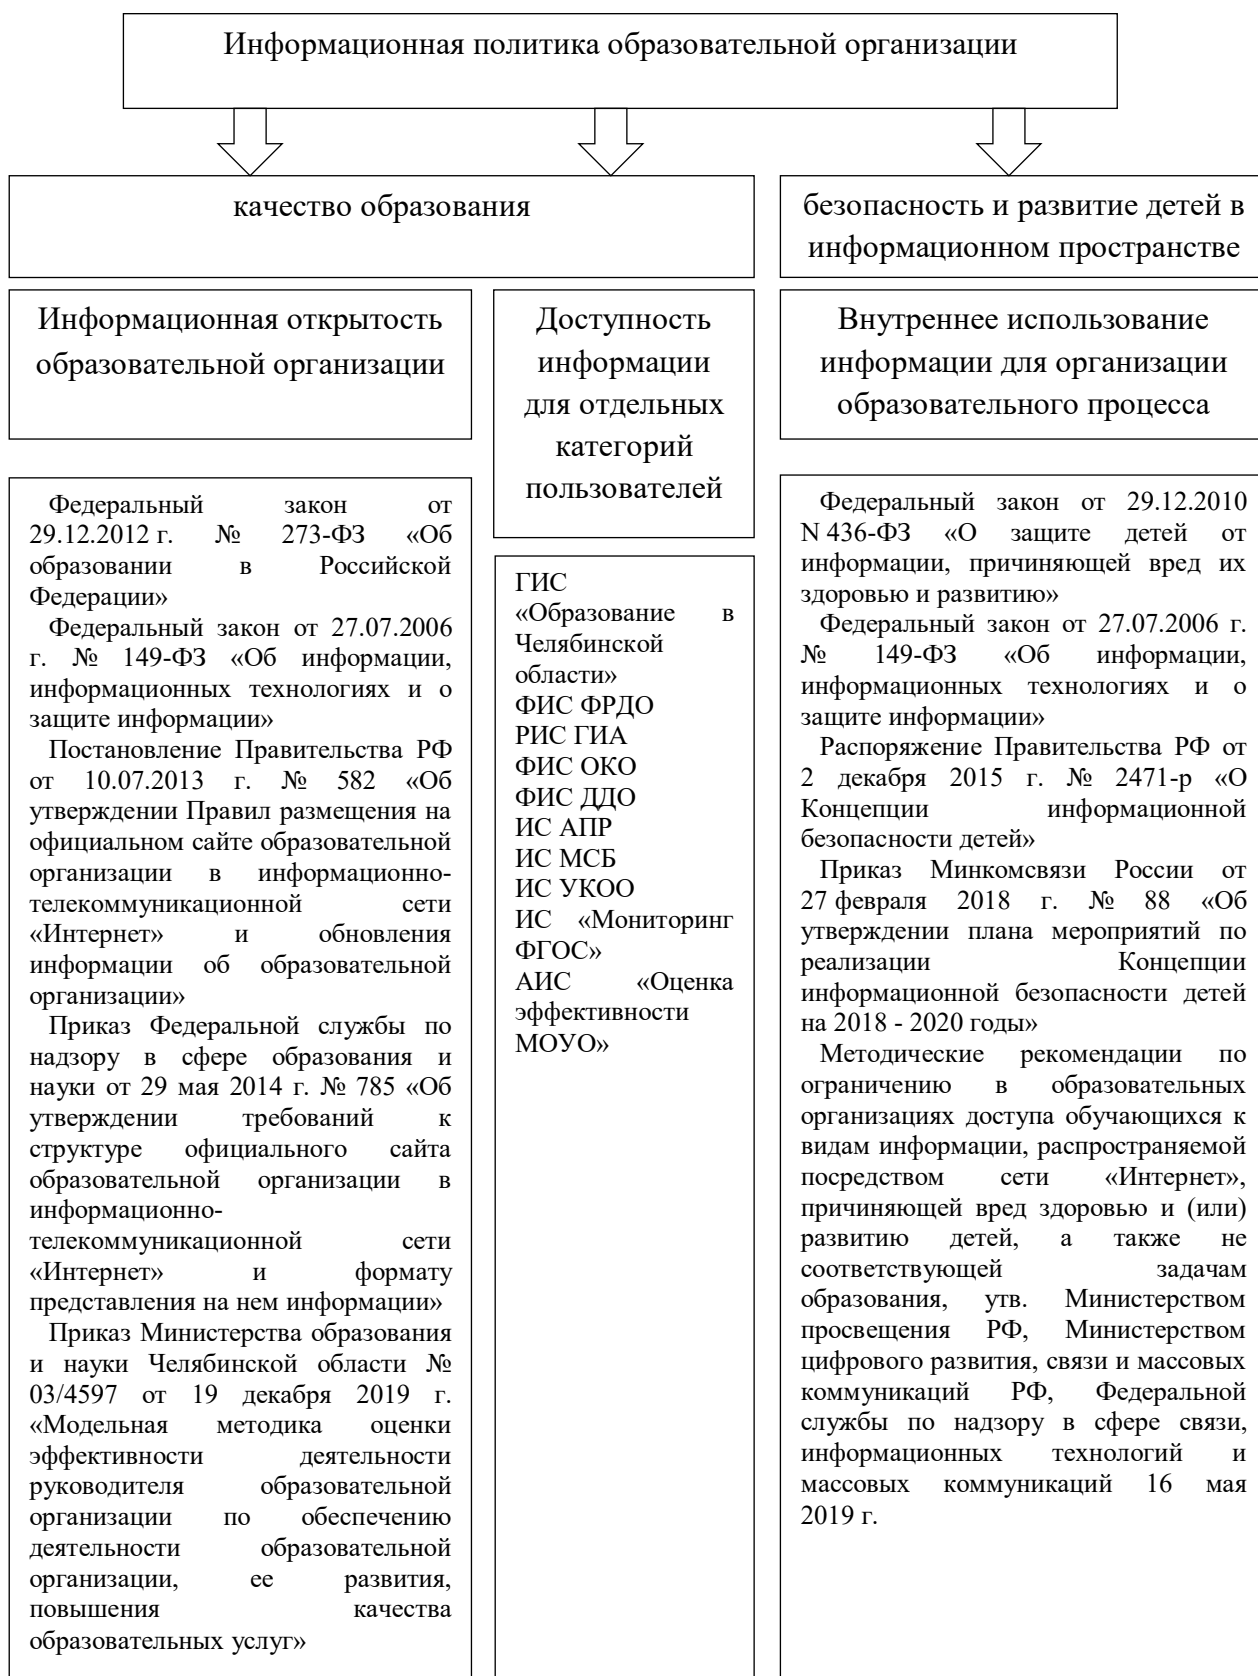 Информационная политика образовательной организации
качество образования
безопасность и развитие детей в
информационном пространстве
Информационная открытость
образовательной организации
Доступность
информации
для отдельных
категорий
пользователей
Внутреннее использование
информации для организации
образовательного процесса
Федеральный закон от
29.12.2012 г. № 273-ФЗ «Об
образовании в Российской
Федерации»
Федеральный закон от 27.07.2006
г. № 149-ФЗ «Об информации,
информационных технологиях и о
защите информации»
Постановление Правительства РФ
от 10.07.2013 г. № 582 «Об
утверждении Правил размещения на
официальном сайте образовательной
организации в информационно-
телекоммуникационной сети
«Интернет» и обновления
информации об образовательной
организации»
Приказ Федеральной службы по
надзору в сфере образования и
науки от 29 мая 2014 г. № 785 «Об
утверждении требований к
структуре официального сайта
образовательной организации в
информационно-
телекоммуникационной сети
«Интернет» и формату
представления на нем информации»
Приказ Министерства образования
и науки Челябинской области №
03/4597 от 19 декабря 2019 г.
«Модельная методика оценки
эффективности деятельности
руководителя образовательной
организации по обеспечению
деятельности образовательной
организации, ее развития,
повышения качества
образовательных услуг»
ГИС
«Образование в
Челябинской
области»
ФИС ФРДО
РИС ГИА
ФИС ОКО
ФИС ДДО
ИС АПР
ИС МСБ
ИС УКОО
ИС «Мониторинг
ФГОС»
АИС «Оценка
эффективности
МОУО»
Федеральный закон от 29.12.2010
N 436-ФЗ «О защите детей от
информации, причиняющей вред их
здоровью и развитию»
Федеральный закон от 27.07.2006 г.
№ 149-ФЗ «Об информации,
информационных технологиях и о
защите информации»
Распоряжение Правительства РФ от
2 декабря 2015 г. № 2471-р «О
Концепции информационной
безопасности детей»
Приказ Минкомсвязи России от
27 февраля 2018 г. № 88 «Об
утверждении плана мероприятий по
реализации Концепции
информационной безопасности детей
на 2018 - 2020 годы»
Методические рекомендации по
ограничению в образовательных
организациях доступа обучающихся к
видам информации, распространяемой
посредством сети «Интернет»,
причиняющей вред здоровью и (или)
развитию детей, а также не
соответствующей задачам
образования, утв. Министерством
просвещения РФ, Министерством
цифрового развития, связи и массовых
коммуникаций РФ, Федеральной
службы по надзору в сфере связи,
информационных технологий и
массовых коммуникаций 16 мая
2019 г.